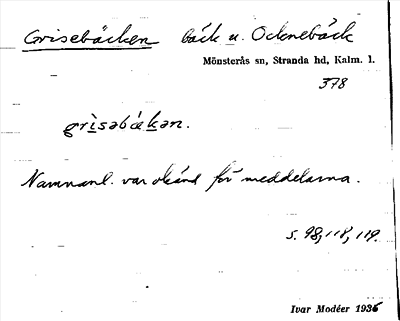 Grisebäcken bäck u. Ocknebäck
Mönsterås sn, Stranda hd, Kalm. l.
378
grisəbäkən.
Namnanl. var okänd för meddelarna.
s. 98, 118, 119.
Ivar Modéer 1936